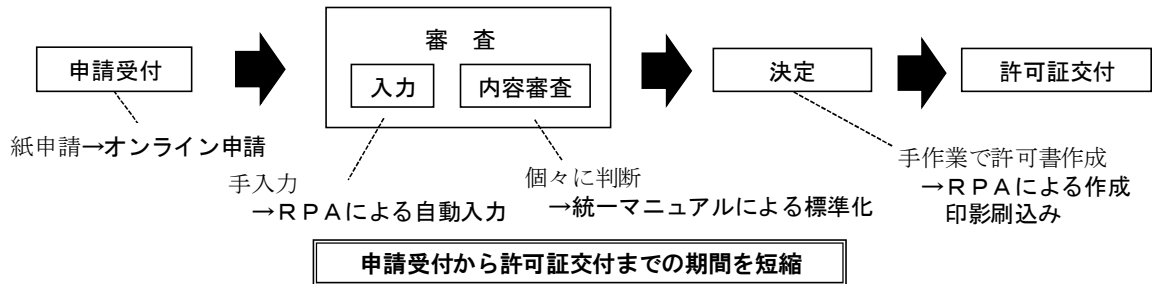 審　査
申請受付
入力
内容審査
決定
許可証交付
紙申請→オンライン申請
手入力
→ＲＰＡによる自動入力
個々に判断
→統一マニュアルによる標準化
手作業で許可書作成
→ＲＰＡによる作成
印影刷込み
申請受付から許可証交付までの期間を短縮